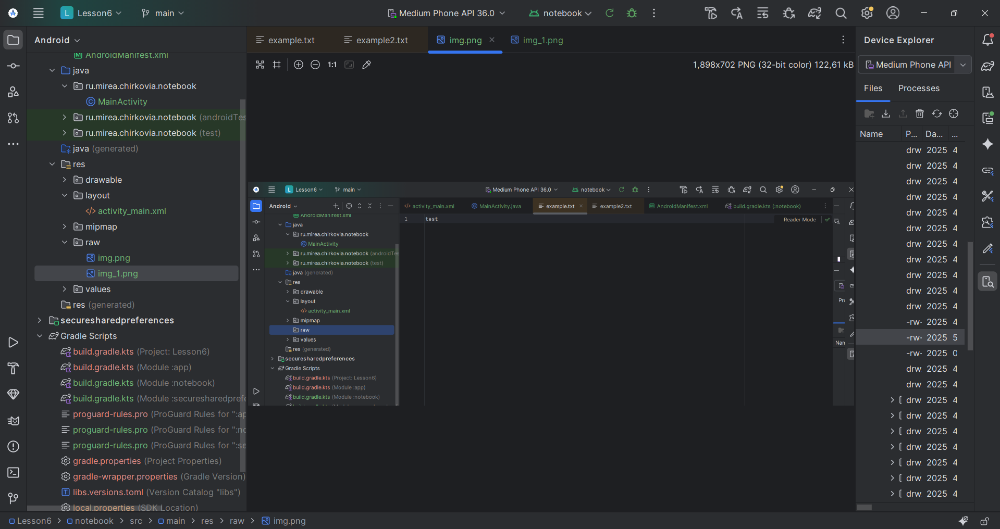 L Lesson6 main Medium Phone API 36.0 notebook
Android
AndroidManifest.xml
java
ru.mirea.chirkovia.notebook
MainActivity
ru.mirea.chirkovia.notebook (androidTes
ru.mirea.chirkovia.notebook (test)
java (generated)
res
drawable
layout
activity_main.xml
mipmap
raw
img.png
img_1.png
values
res (generated)
securesharedpreferences
Gradle Scripts
build.gradle.kts (Project: Lesson6)
build.gradle.kts (Module :app)
build.gradle.kts (Module :notebook)
build.gradle.kts (Module :securesharedprefe
proguard-rules.pro (ProGuard Rules for ":ap
proguard-rules.pro (ProGuard Rules for ":no
proguard-rules.pro (ProGuard Rules for ":se
gradle.properties (Project Properties)
gradle-wrapper.properties (Gradle Version)
libs.versions.toml (Version Catalog "libs")
local.properties (SDK Location)
example.txt example2.txt img.png img_1.png
1:1 1,898x702 PNG (32-bit color) 122,61 kB
L Lesson6 main Medium Phone API 36.0 notebook
Android
activity_main.xml MainActivity.java example.txt example2.txt AndroidManifest.xml build.gradle.kts (:notebook)
1 test Reader Mode
AndroidManifest.xml
java
ru.mirea.chirkovia.notebook
MainActivity
ru.mirea.chirkovia.notebook (androidTes
ru.mirea.chirkovia.notebook (test)
java (generated)
res
drawable
layout
activity_main.xml
mipmap
raw
values
res (generated)
securesharedpreferences
Gradle Scripts
build.gradle.kts (Project: Lesson6)
build.gradle.kts (Module :app)
build.gradle.kts (Module :notebook)
Nan
Device Explorer
Medium Phone API
Files Processes
Name P... Da... ...
drw 2025 4
drw 2025 4
drw 2025 4
drw 2025 4
drw 2025 4
drw 2025 4
drw 2025 4
drw 2025 4
drw 2025 4
drw 2025 4
drw 2025 4
-rw- 2025 4
-rw- 2025 5
-rw- 2025 0
drw 2025 4
drw 2025 4
drw 2025 4
drw 2025 4
drw 2025 4
drw 2025 4
drw 2025 4
drw 2025 4
drw 2025 4
Lesson6 > notebook > src > main > res > raw > img.png